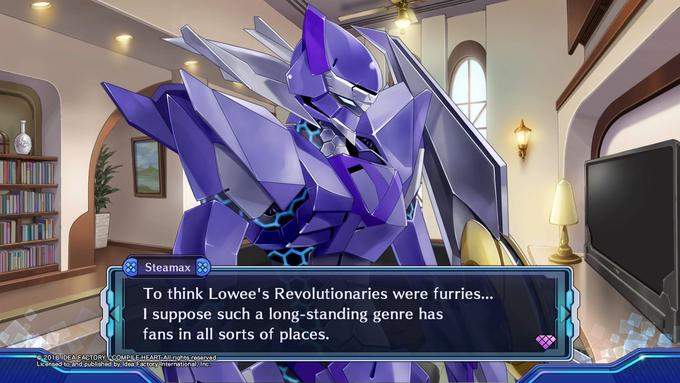 Steamax
To think Lowee's Revolutionaries were furries...
I suppose such a long-standing genre has
fans in all sorts of places.
© 2016 IDEA FACTORY/COMPILE HEART All rights reserved.
Licensed to and published by Idea Factory International, Inc.